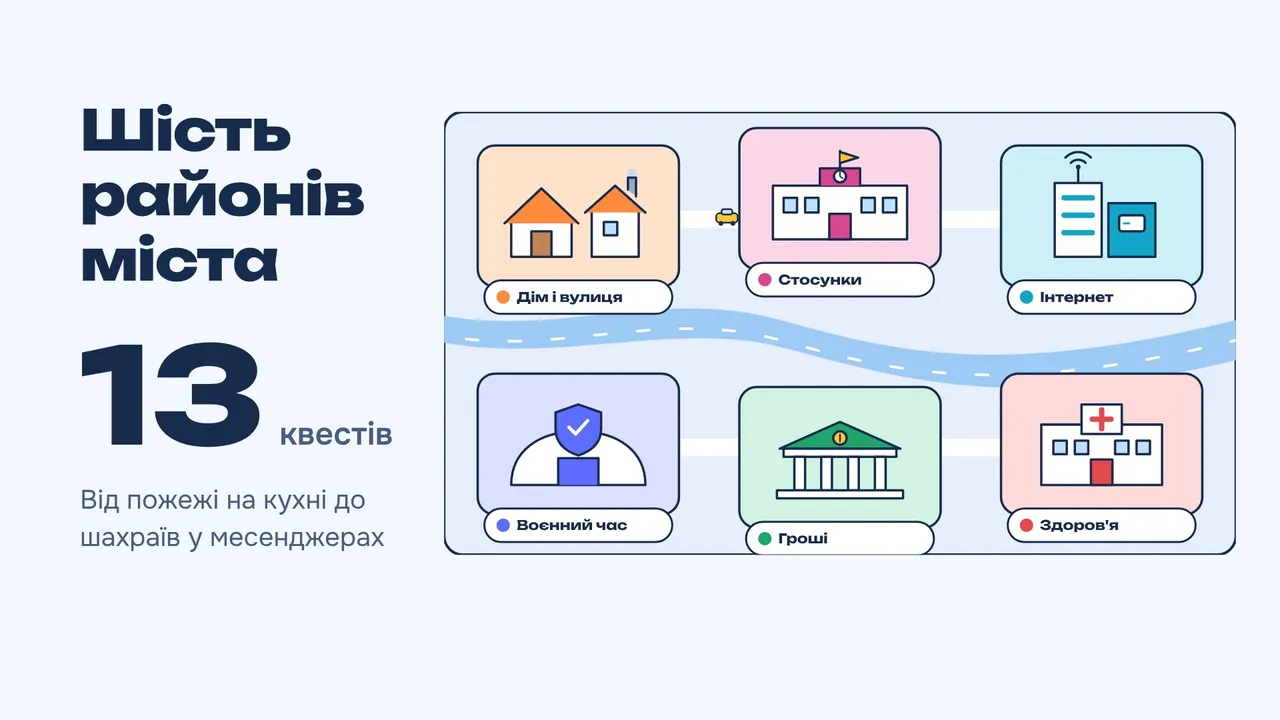 Шість
районів
міста
13 квестів
Від пожежі на кухні до
шахраїв у месенджерах
Дім і вулиця
Стосунки
Інтернет
Воєнний час
Гроші
Здоров'я